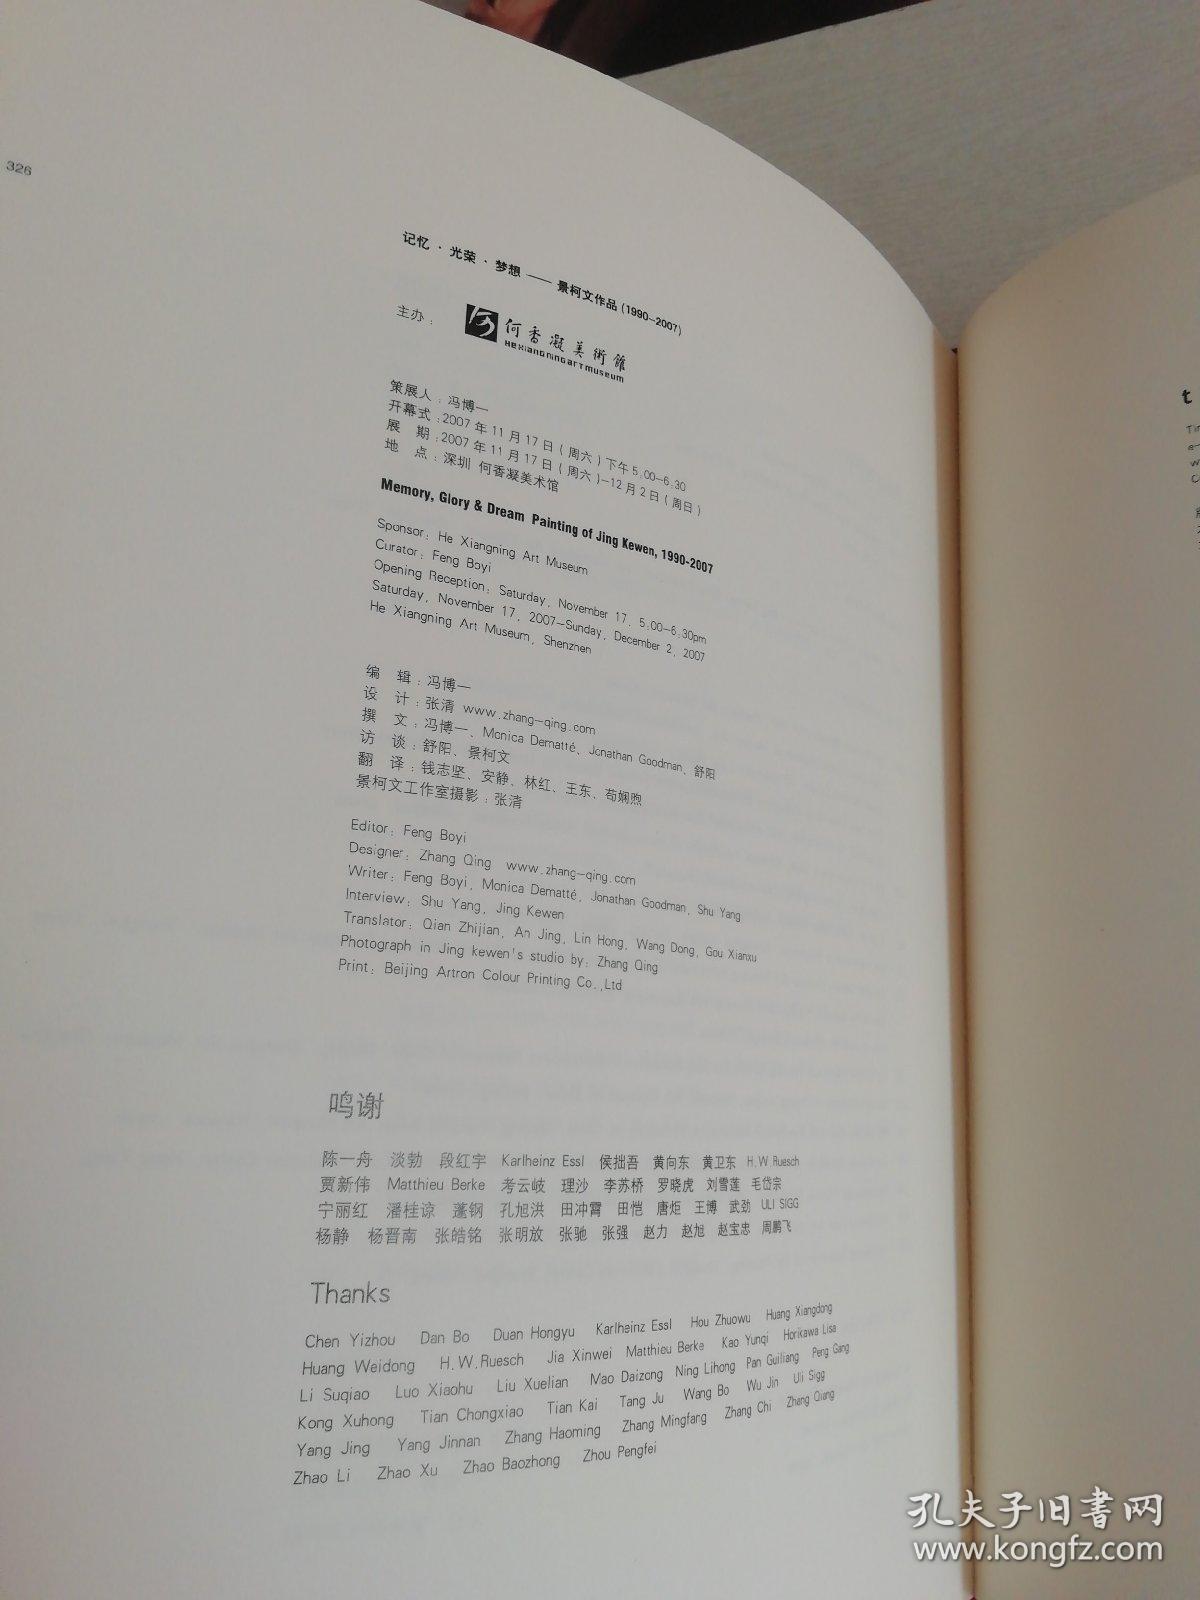 326
记忆·光荣·梦想——景柯文作品(1990-2007)
主办：
何香凝美術館
HEXIANGNINGARTMUSEUM
策展人：冯博一
开幕式：2007年11月17日(周六)下午5:00-6:30
展　期：2007年11月17日(周六)-12月2日(周日)
地　点：深圳 何香凝美术馆
Memory, Glory & Dream Painting of Jing Kewen, 1990-2007
Sponsor: He Xiangning Art Museum
Curator: Feng Boyi
Opening Reception: Saturday, November 17, 5:00-6:30pm
Saturday, November 17, 2007-Sunday, December 2, 2007
He Xiangning Art Museum, Shenzhen
编　辑：冯博一
设　计：张清 www.zhang-qing.com
撰　文：冯博一、Monica Dematté、Jonathan Goodman、舒阳
访　谈：舒阳、景柯文
翻　译：钱志坚、安静、林红、王东、苟娴煦
景柯文工作室摄影：张清
Editor: Feng Boyi
Designer: Zhang Qing www.zhang-qing.com
Writer: Feng Boyi, Monica Dematté, Jonathan Goodman, Shu Yang
Interview: Shu Yang, Jing Kewen
Translator: Qian Zhijian, An Jing, Lin Hong, Wang Dong, Gou Xianxu
Photograph in Jing kewen's studio by: Zhang Qing
Print: Beijing Artron Colour Printing Co.,Ltd
鸣谢
陈一舟 淡勃 段红宇 Karlheinz Essl 侯拙吾 黄向东 黄卫东 H.W.Ruesch
贾新伟 Matthieu Berke 考云岐 理沙 李苏桥 罗晓虎 刘雪莲 毛岱宗
宁丽红 潘桂谅 蓬钢 孔旭洪 田冲霄 田恺 唐炬 王博 武劲 ULI SIGG
杨静 杨晋南 张皓铭 张明放 张驰 张强 赵力 赵旭 赵宝忠 周鹏飞
Thanks
Chen Yizhou Dan Bo Duan Hongyu Karlheinz Essl Hou Zhuowu Huang Xiangdong
Huang Weidong H.W.Ruesch Jia Xinwei Matthieu Berke Kao Yunqi Horikawa Lisa
Li Suqiao Luo Xiaohu Liu Xuelian Mao Daizong Ning Lihong Pan Guiliang Peng Gang
Kong Xuhong Tian Chongxiao Tian Kai Tang Ju Wang Bo Wu Jin Uli Sigg
Yang Jing Yang Jinnan Zhang Haoming Zhang Mingfang Zhang Chi Zhang Qiang
Zhao Li Zhao Xu Zhao Baozhong Zhou Pengfei
孔夫子旧书网
www.kongfz.com